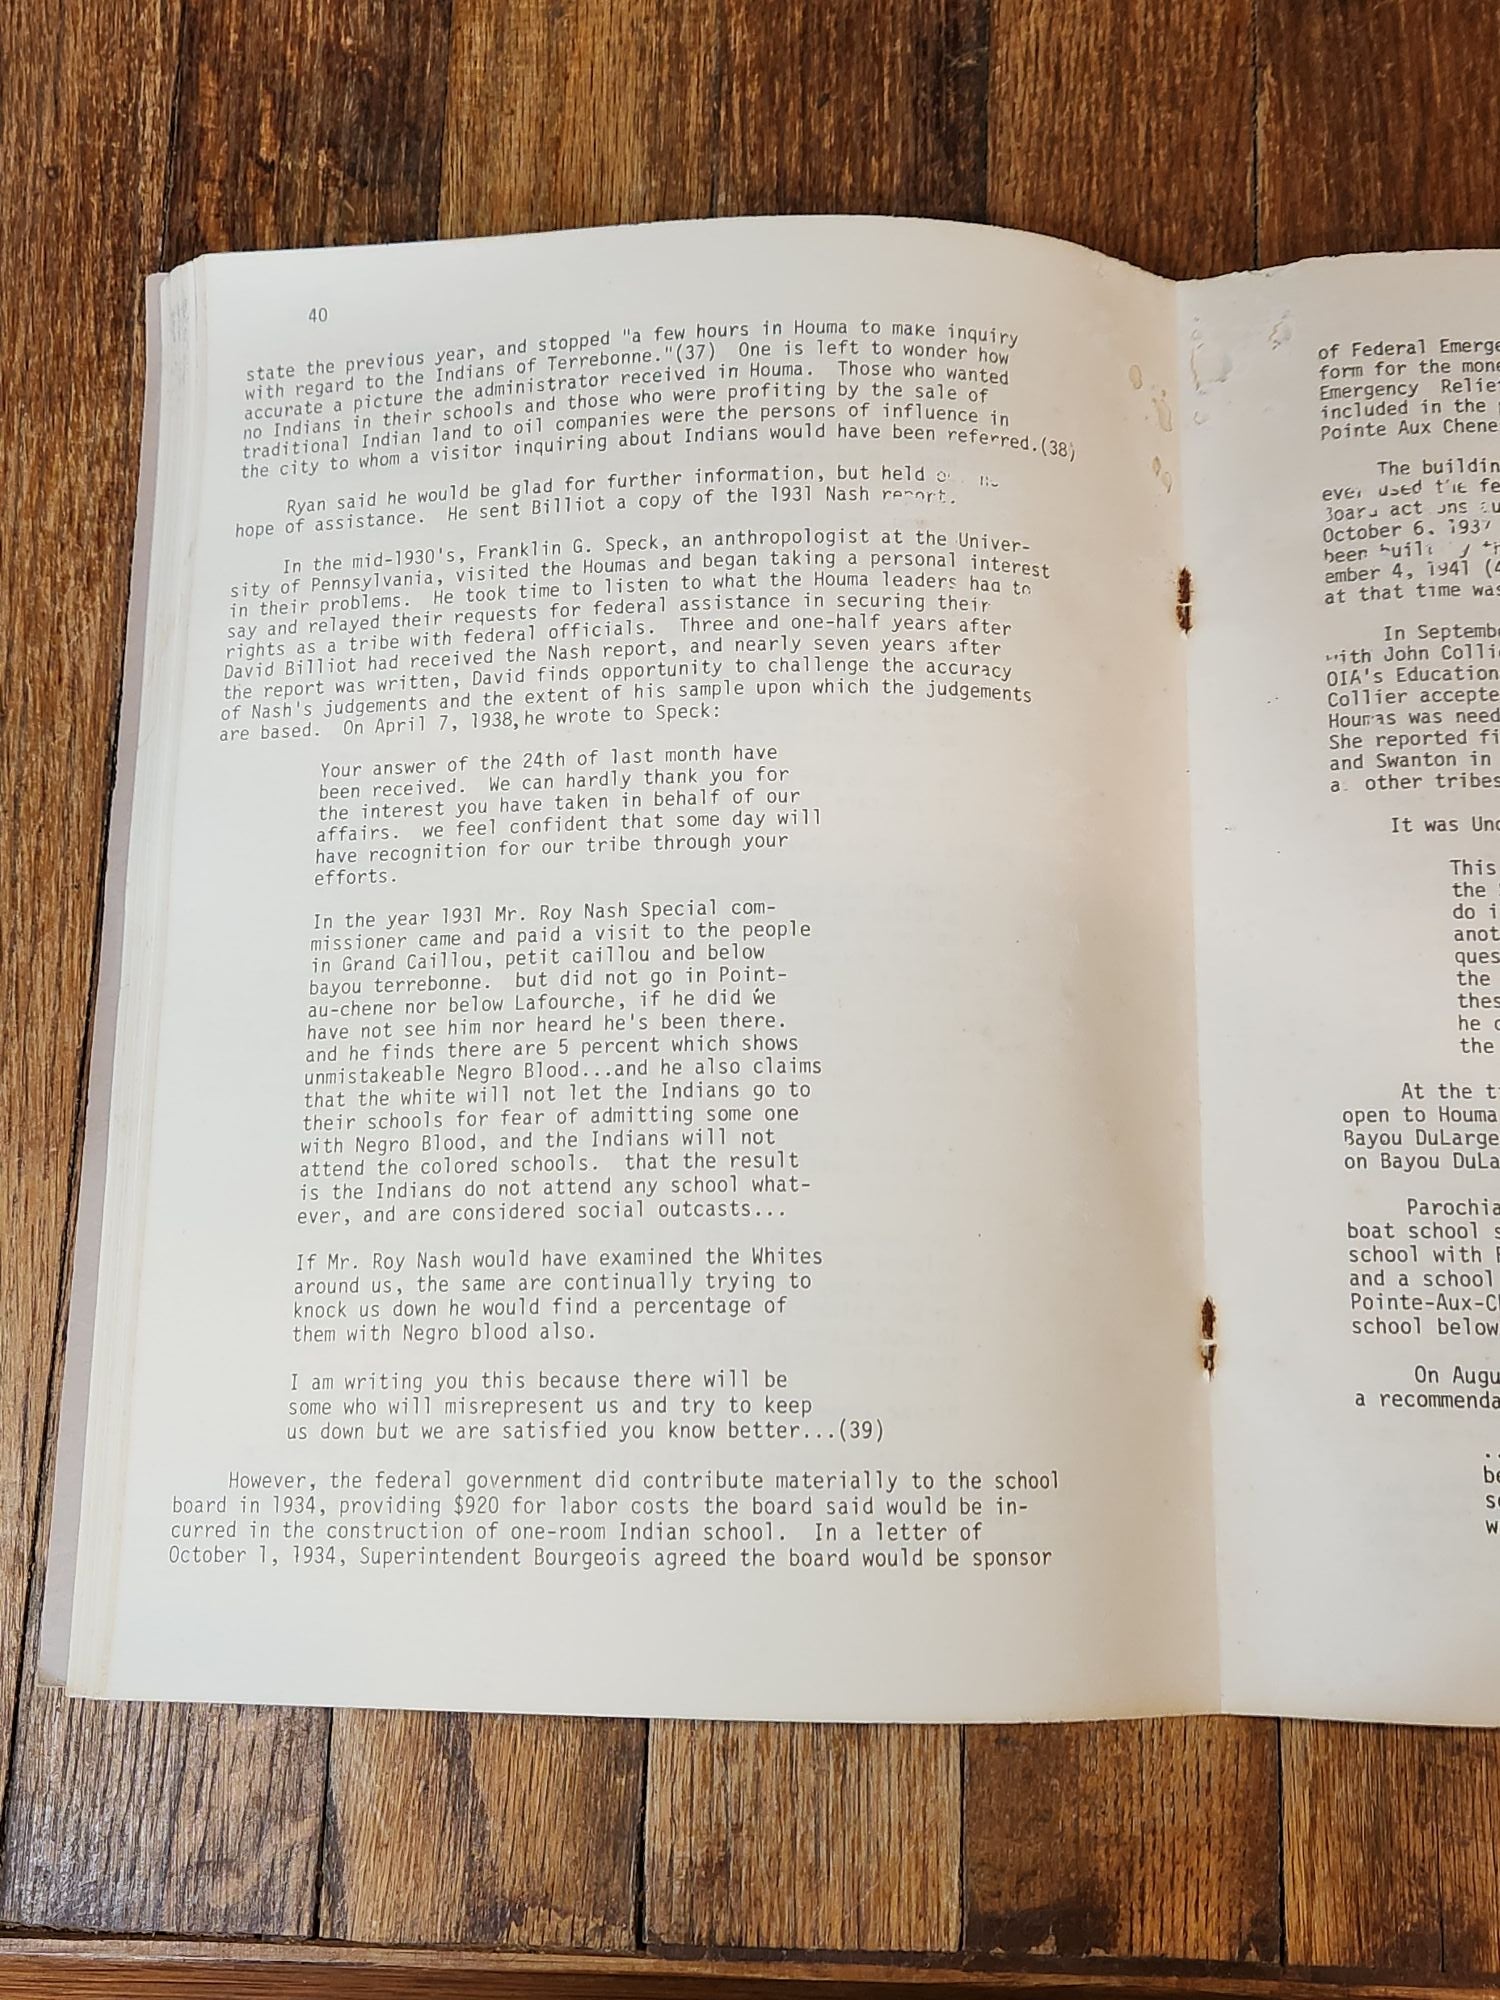 40
state the previous year, and stopped "a few hours in Houma to make inquiry
with regard to the Indians of Terrebonne."(37)  One is left to wonder how
accurate a picture the administrator received in Houma.  Those who wanted
no Indians in their schools and those who were profiting by the sale of
traditional Indian land to oil companies were the persons of influence in
the city to whom a visitor inquiring about Indians would have been referred.(38)
Ryan said he would be glad for further information, but held
hope of assistance.  He sent Billiot a copy of the 1931 Nash report.
In the mid-1930's, Franklin G. Speck, an anthropologist at the Univer-
sity of Pennsylvania, visited the Houmas and began taking a personal interest
in their problems.  He took time to listen to what the Houma leaders had to
say and relayed their requests for federal assistance in securing their
rights as a tribe with federal officials.  Three and one-half years after
David Billiot had received the Nash report, and nearly seven years after
the report was written, David finds opportunity to challenge the accuracy
of Nash's judgements and the extent of his sample upon which the judgements
are based.  On April 7, 1938, he wrote to Speck:
Your answer of the 24th of last month have
been received.  We can hardly thank you for
the interest you have taken in behalf of our
affairs.  we feel confident that some day will
have recognition for our tribe through your
efforts.
In the year 1931 Mr. Roy Nash Special com-
missioner came and paid a visit to the people
in Grand Caillou, petit caillou and below
bayou terrebonne.  but did not go in Point-
au-chene nor below Lafourche, if he did we
have not see him nor heard he's been there.
and he finds there are 5 percent which shows
unmistakeable Negro Blood...and he also claims
that the white will not let the Indians go to
their schools for fear of admitting some one
with Negro Blood, and the Indians will not
attend the colored schools.  that the result
is the Indians do not attend any school what-
ever, and are considered social outcasts...
If Mr. Roy Nash would have examined the Whites
around us, the same are continually trying to
knock us down he would find a percentage of
them with Negro blood also.
I am writing you this because there will be
some who will misrepresent us and try to keep
us down but we are satisfied you know better...(39)
However, the federal government did contribute materially to the school
board in 1934, providing $920 for labor costs the board said would be in-
curred in the construction of one-room Indian school.  In a letter of
October 1, 1934, Superintendent Bourgeois agreed the board would be sponsor
of Federal Emerge
form for the mone
Emergency Relie
included in the
Pointe Aux Chene
The buildin
ever used the fe
October 6, 1937
been
ember 4, 1941 (4
at that time was
In Septemb
with John Colli
OIA's Education
Collier accepte
Houmas was need
She reported fi
and Swanton in
other tribes
It was Und
This
the
do i
anot
ques
the
thes
he
the
At the t
open to Houma
Bayou DuLarge
on Bayou DuLa
Parochia
boat school s
school with
and a school
Pointe-Aux-C
school below
On Augu
a recommenda
..
be
s
w